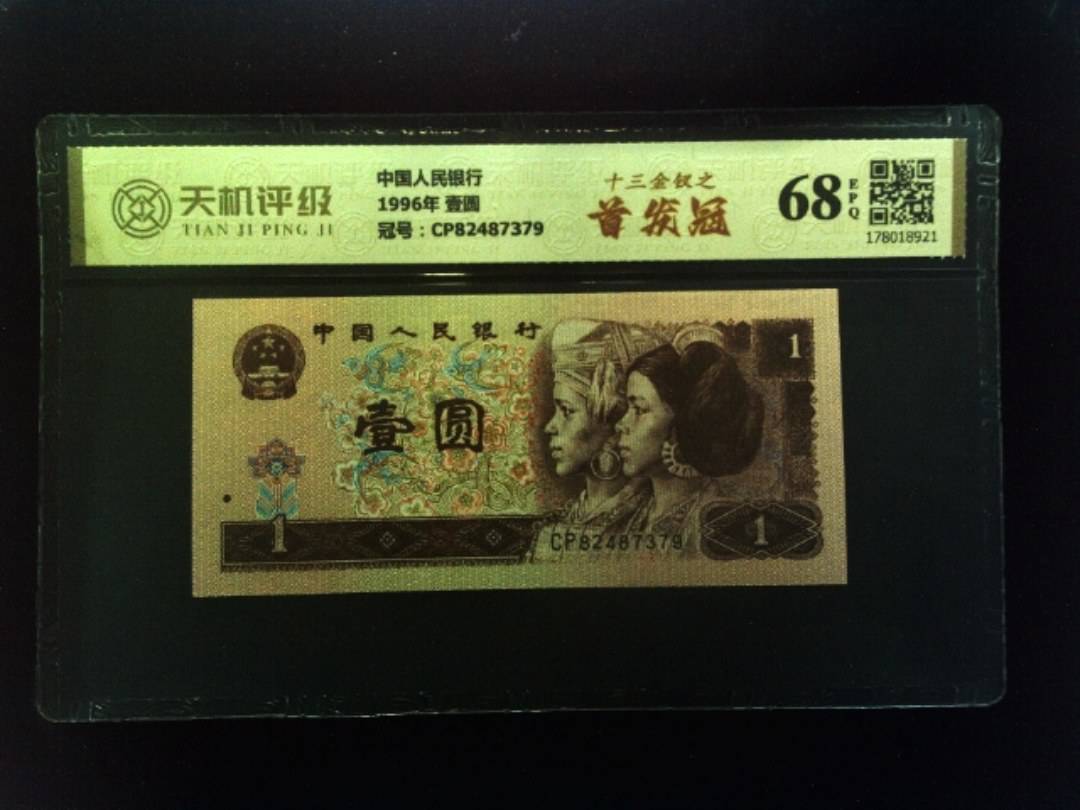 天机评级
TIAN JI PING JI
中国人民银行
1996年 壹圆
冠号：CP82487379
十三金钗之
首发冠
68
EPQ
178018921
中国人民银行
1
壹圆
1
CP82487379
1